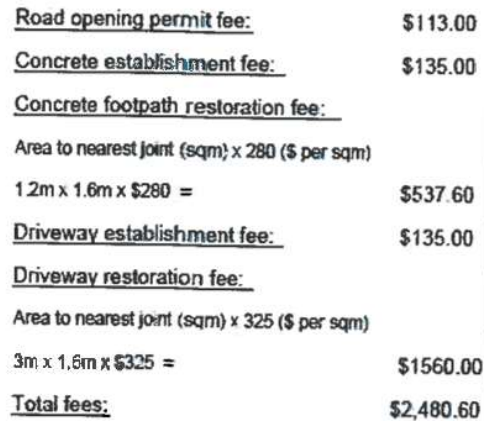 Road opening permit fee: $113.00
Concrete establishment fee: $135.00
Concrete footpath restoration fee:
Area to nearest joint (sqm) x 280 ($ per sqm)
1.2m x 1.6m x $280 = $537.60
Driveway establishment fee: $135.00
Driveway restoration fee:
Area to nearest joint (sqm) x 325 ($ per sqm)
3m x 1.6m x $325 = $1560.00
Total fees: $2,480.60